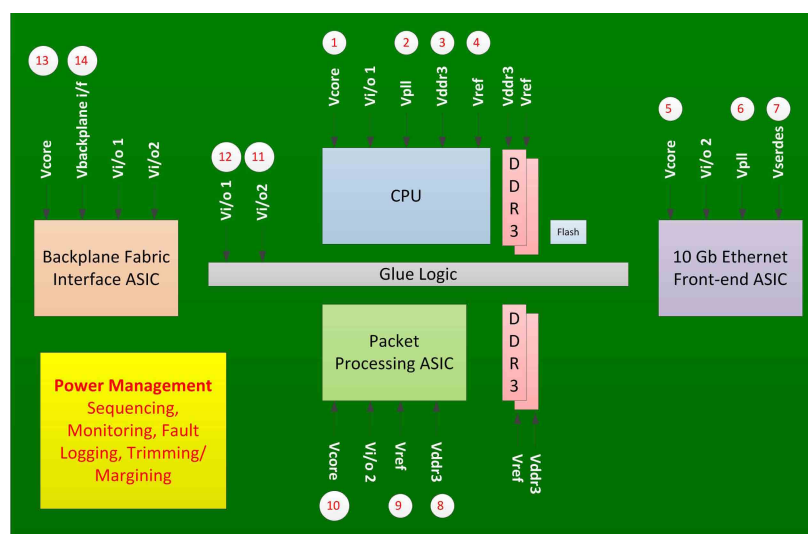 1
2
3
4
Vcore
Vi/o 1
Vpll
Vddr3
Vref
Vddr3
Vref
13
14
Vcore
Vbackplane i/f
Vi/o 1
Vi/o2
12
11
Vi/o 1
Vi/o2
5
6
7
Vcore
Vi/o 2
Vpll
Vserdes
CPU
D
D
R
3
Flash
Backplane Fabric
Interface ASIC
Glue Logic
10 Gb Ethernet
Front-end ASIC
Packet
Processing ASIC
D
D
R
3
Power Management
Sequencing,
Monitoring, Fault
Logging, Trimming/
Margining
Vcore
Vi/o 2
Vref
Vddr3
Vref
Vddr3
10
9
8